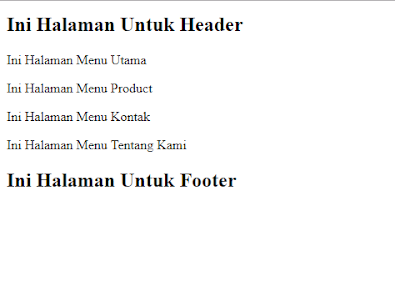 Ini Halaman Untuk Header
Ini Halaman Menu Utama
Ini Halaman Menu Product
Ini Halaman Menu Kontak
Ini Halaman Menu Tentang Kami
Ini Halaman Untuk Footer